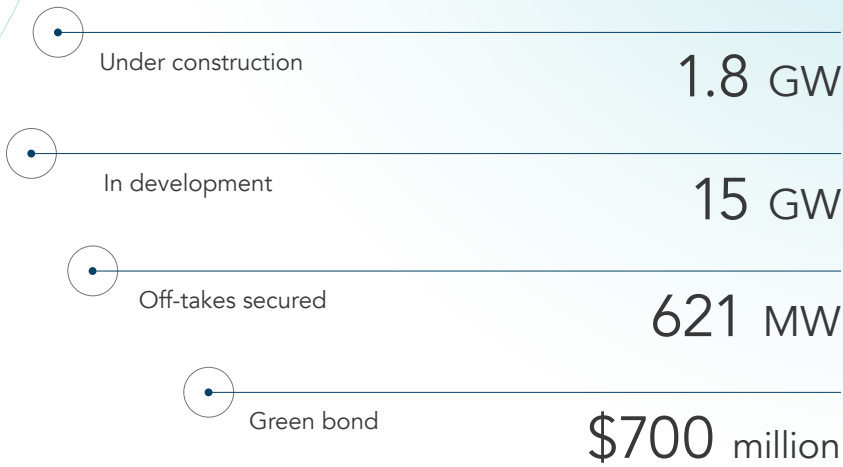 Under construction
1.8 GW
In development
15 GW
Off-takes secured
621 MW
Green bond
$700 million